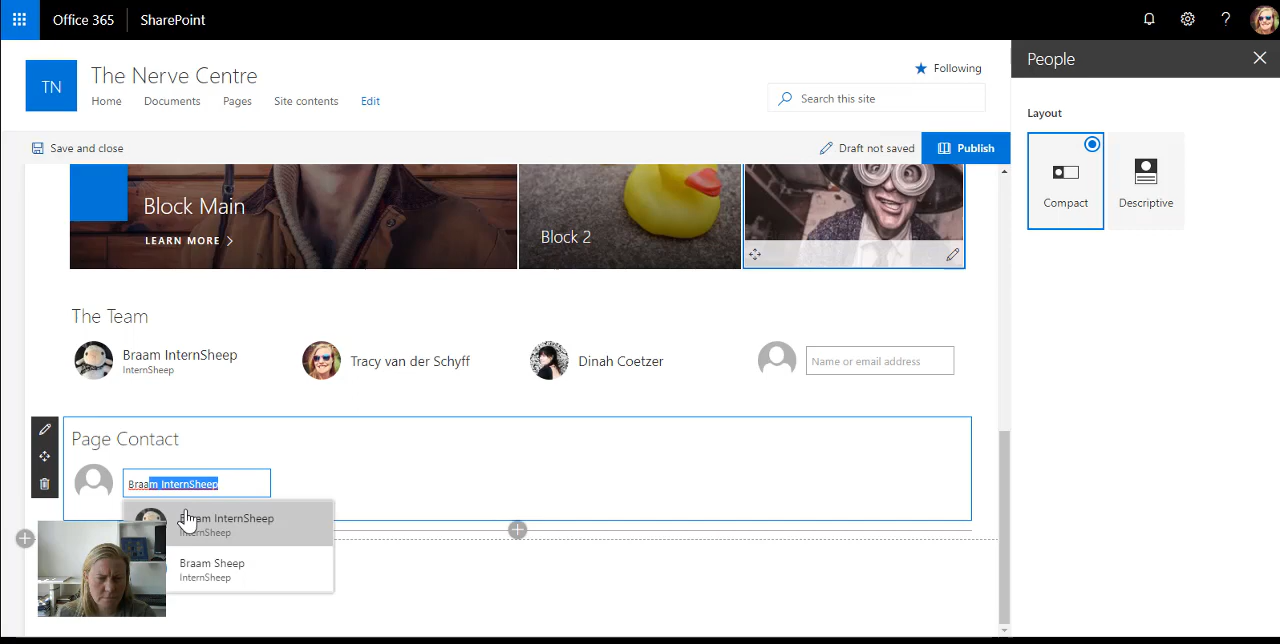 Office 365 SharePoint
TN The Nerve Centre
Following
Home Documents Pages Site contents Edit
Search this site
Save and close
Draft not saved
Publish
People
Layout
Compact
Descriptive
Block Main
LEARN MORE
Block 2
The Team
Braam InternSheep
InternSheep
Tracy van der Schyff
Dinah Coetzer
Name or email address
Page Contact
Braam InternSheep
Braam InternSheep
InternSheep
Braam Sheep
InternSheep